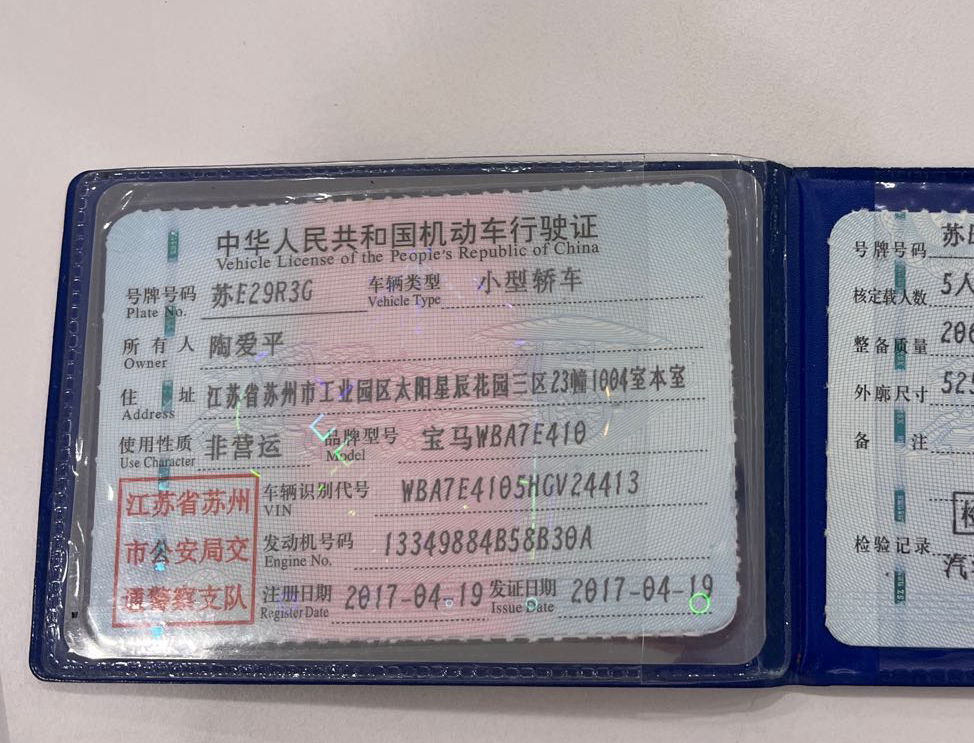 中华人民共和国机动车行驶证
Vehicle License of the People's Republic of China
号牌号码 苏E29R3G 车辆类型 小型轿车
Plate No. Vehicle Type
所有人 陶爱平
Owner
住址 江苏省苏州市工业园区太阳星辰花园三区23幢1004室本室
Address
使用性质 非营运 品牌型号 宝马WBA7E410
Use Character Model
江苏省苏州
市公安局交
通警察支队
车辆识别代号 WBA7E4105HGV24413
VIN
发动机号码 13349884B58B30A
Engine No.
注册日期 2017-04-19 发证日期 2017-04-19
Register Date Issue Date
号牌号码 苏
核定载人数 5人
整备质量 20
外廓尺寸 52
备注
检验记录
汽